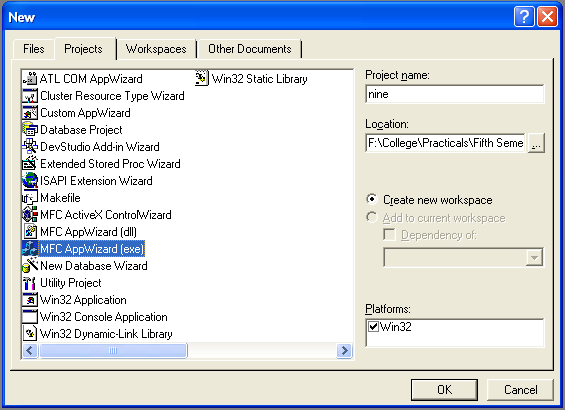 New
Files Projects Workspaces Other Documents
ATL COM AppWizard
Cluster Resource Type Wizard
Custom AppWizard
Database Project
DevStudio Add-in Wizard
Extended Stored Proc Wizard
ISAPI Extension Wizard
Makefile
MFC ActiveX ControlWizard
MFC AppWizard (dll)
MFC AppWizard (exe)
New Database Wizard
Utility Project
Win32 Application
Win32 Console Application
Win32 Dynamic-Link Library
Win32 Static Library
Project name:
nine
Location:
F:\College\Practicals\Fifth Seme
...
Create new workspace
Add to current workspace
Dependency of:
Platforms:
Win32
OK Cancel